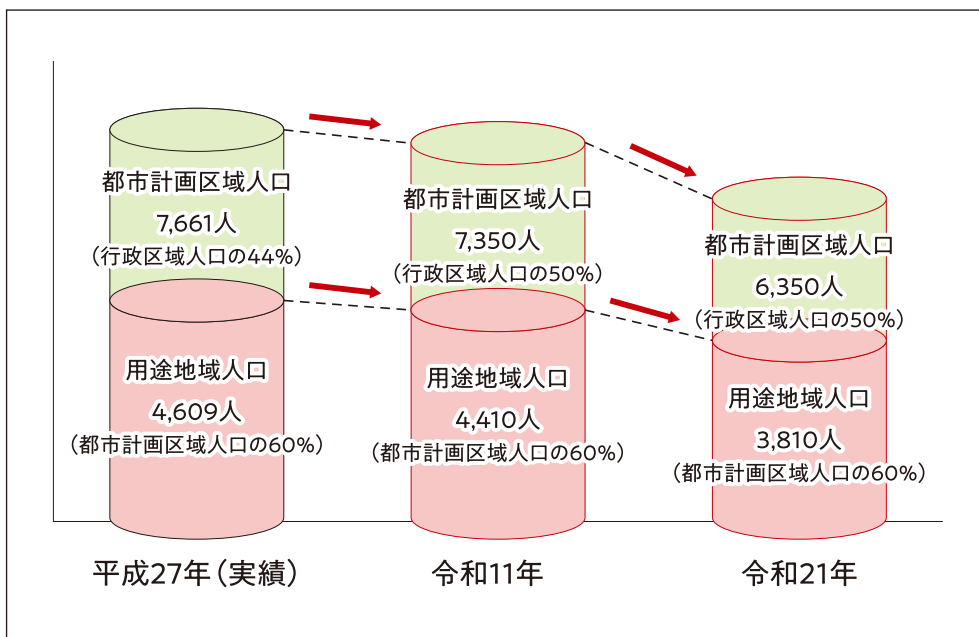 都市計画区域人口
7,661人
（行政区域人口の44%）
用途地域人口
4,609人
（都市計画区域人口の60%）
平成27年（実績）
都市計画区域人口
7,350人
（行政区域人口の50%）
用途地域人口
4,410人
（都市計画区域人口の60%）
令和11年
都市計画区域人口
6,350人
（行政区域人口の50%）
用途地域人口
3,810人
（都市計画区域人口の60%）
令和21年